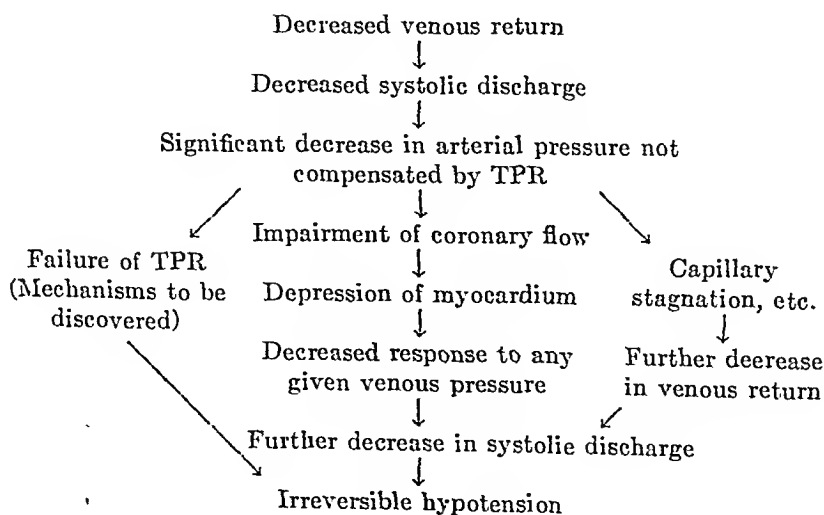 Decreased venous return
Decreased systolic discharge
Significant decrease in arterial pressure not
compensated by TPR
Failure of TPR
(Mechanisms to be
discovered)
Impairment of coronary flow
Depression of myocardium
Decreased response to any
given venous pressure
Capillary
stagnation, etc.
Further deerease
in venous return
Further decrease in systolie discharge
Irreversible hypotension